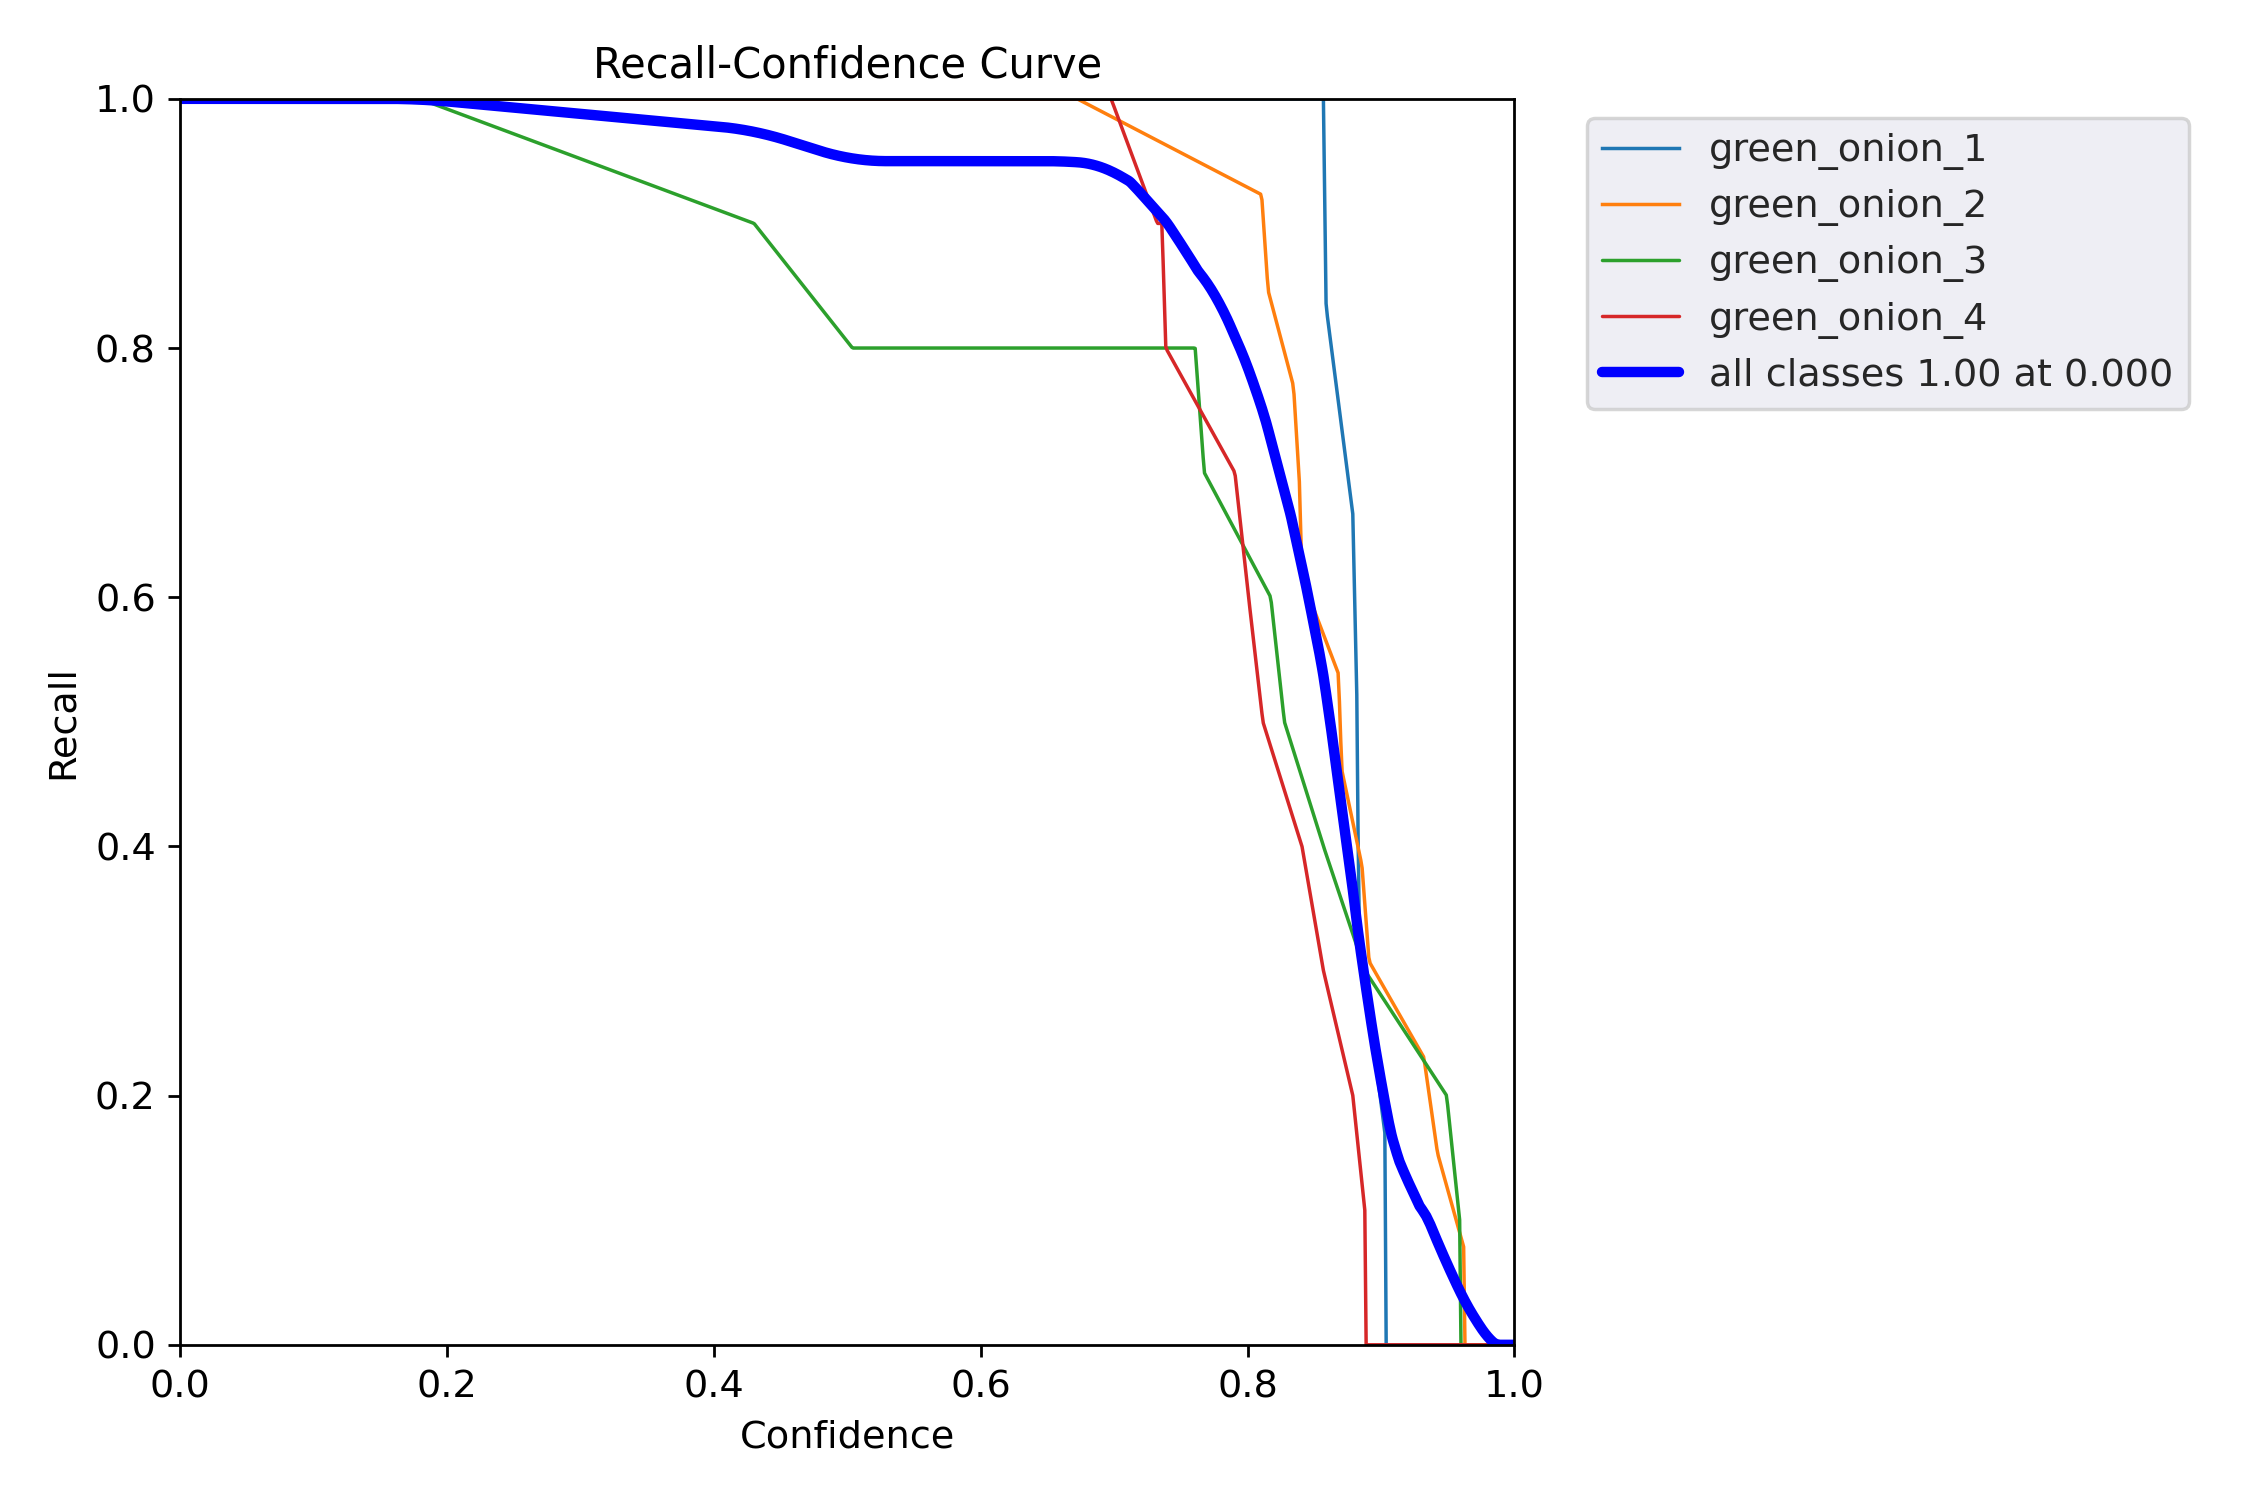 Recall-Confidence Curve
1.0
0.8
0.6
0.4
0.2
0.0
Recall
0.0 0.2 0.4 0.6 0.8 1.0
Confidence
green_onion_1
green_onion_2
green_onion_3
green_onion_4
all classes 1.00 at 0.000